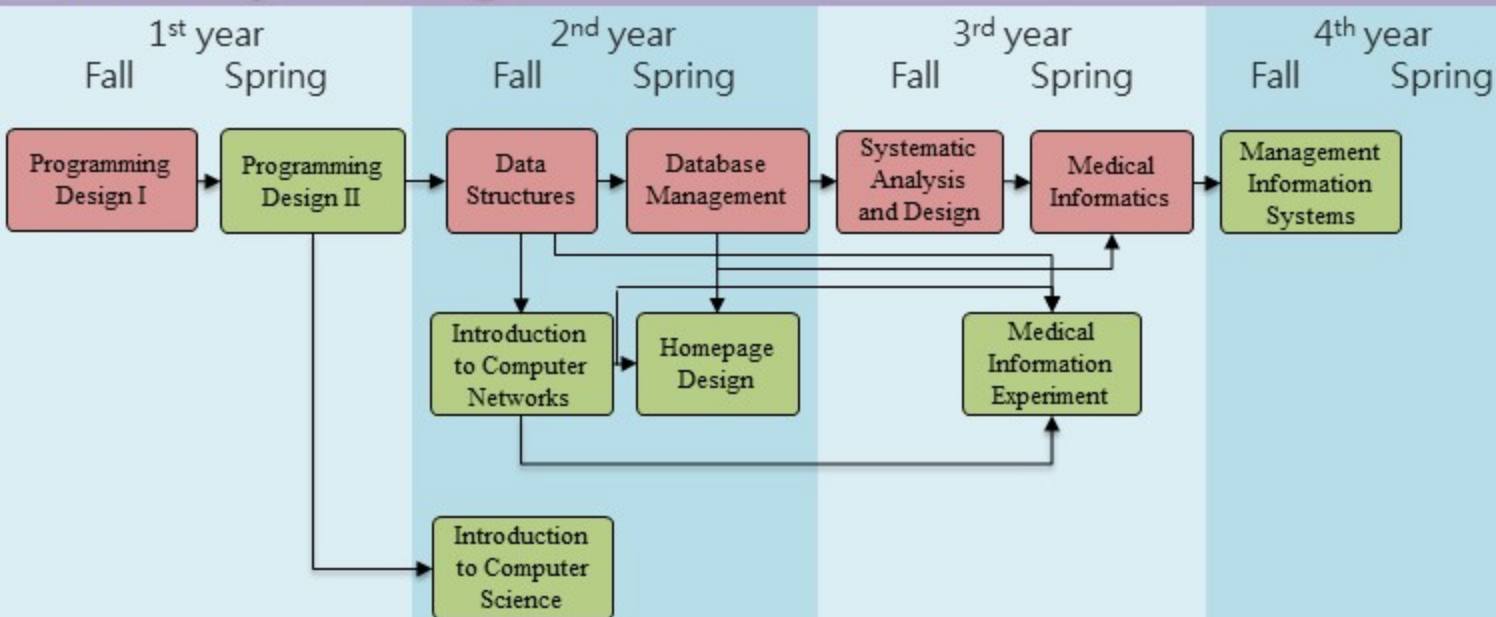 1st year
2nd year
3rd year
4th year
Fall
Spring
Fall
Spring
Fall
Spring
Fall
Spring
Programming
Design I
Programming
Design II
Data
Structures
Database
Management
Systematic
Analysis
and Design
Medical
Informatics
Management
Information
Systems
Introduction
to Computer
Networks
Homepage
Design
Medical
Information
Experiment
Introduction
to Computer
Science